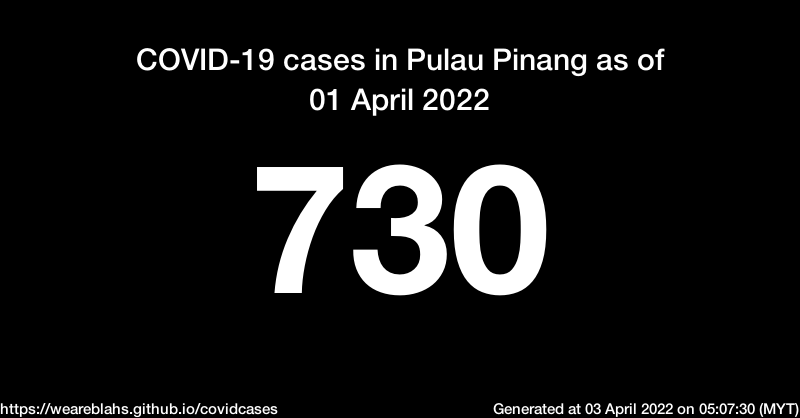 COVID-19 cases in Pulau Pinang as of
01 April 2022
730
https://weareblahs.github.io/covidcases
Generated at 03 April 2022 on 05:07:30 (MYT)